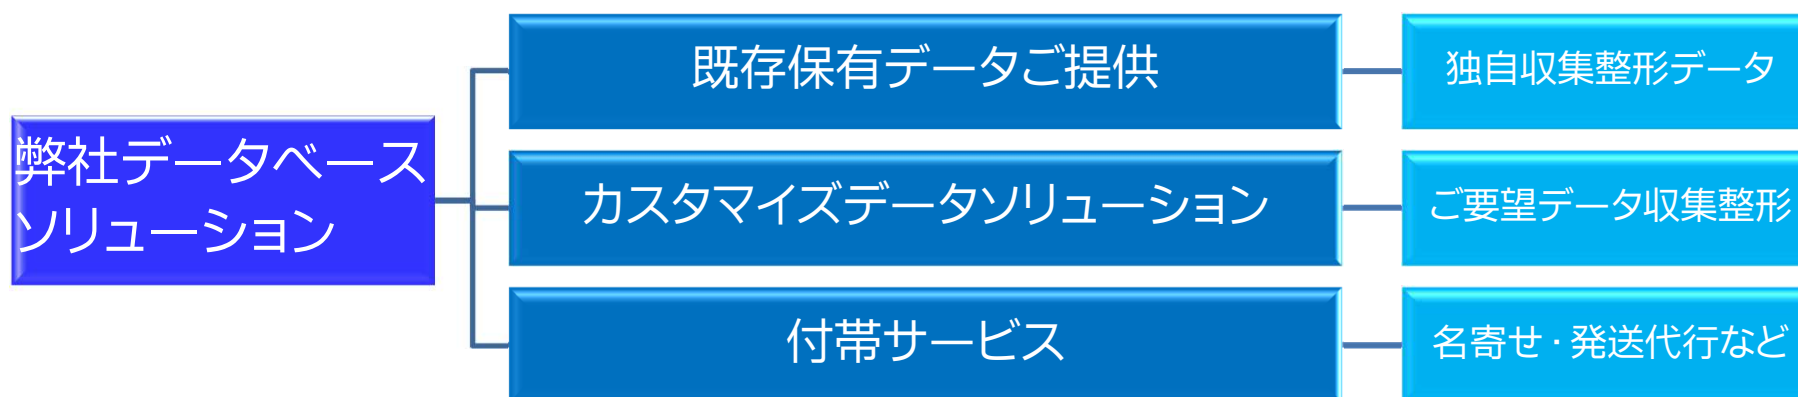 弊社データベース
ソリューション
既存保有データご提供
独自収集整形データ
カスタマイズデータソリューション
ご要望データ収集整形
付帯サービス
名寄せ・発送代行など